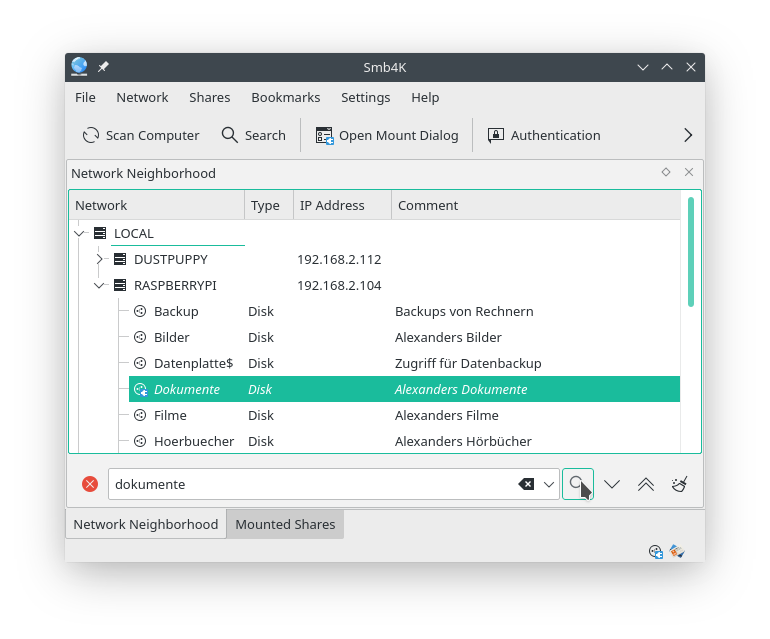 Smb4K
File Network Shares Bookmarks Settings Help
Scan Computer Search Open Mount Dialog Authentication
Network Neighborhood
Network Type IP Address Comment
LOCAL
DUSTPUPPY 192.168.2.112
RASPBERRYPI 192.168.2.104
Backup Disk Backups von Rechnern
Bilder Disk Alexanders Bilder
Datenplatte$ Disk Zugriff für Datenbackup
Dokumente Disk Alexanders Dokumente
Filme Disk Alexanders Filme
Hoerbuecher Disk Alexanders Hörbücher
dokumente
Network Neighborhood Mounted Shares